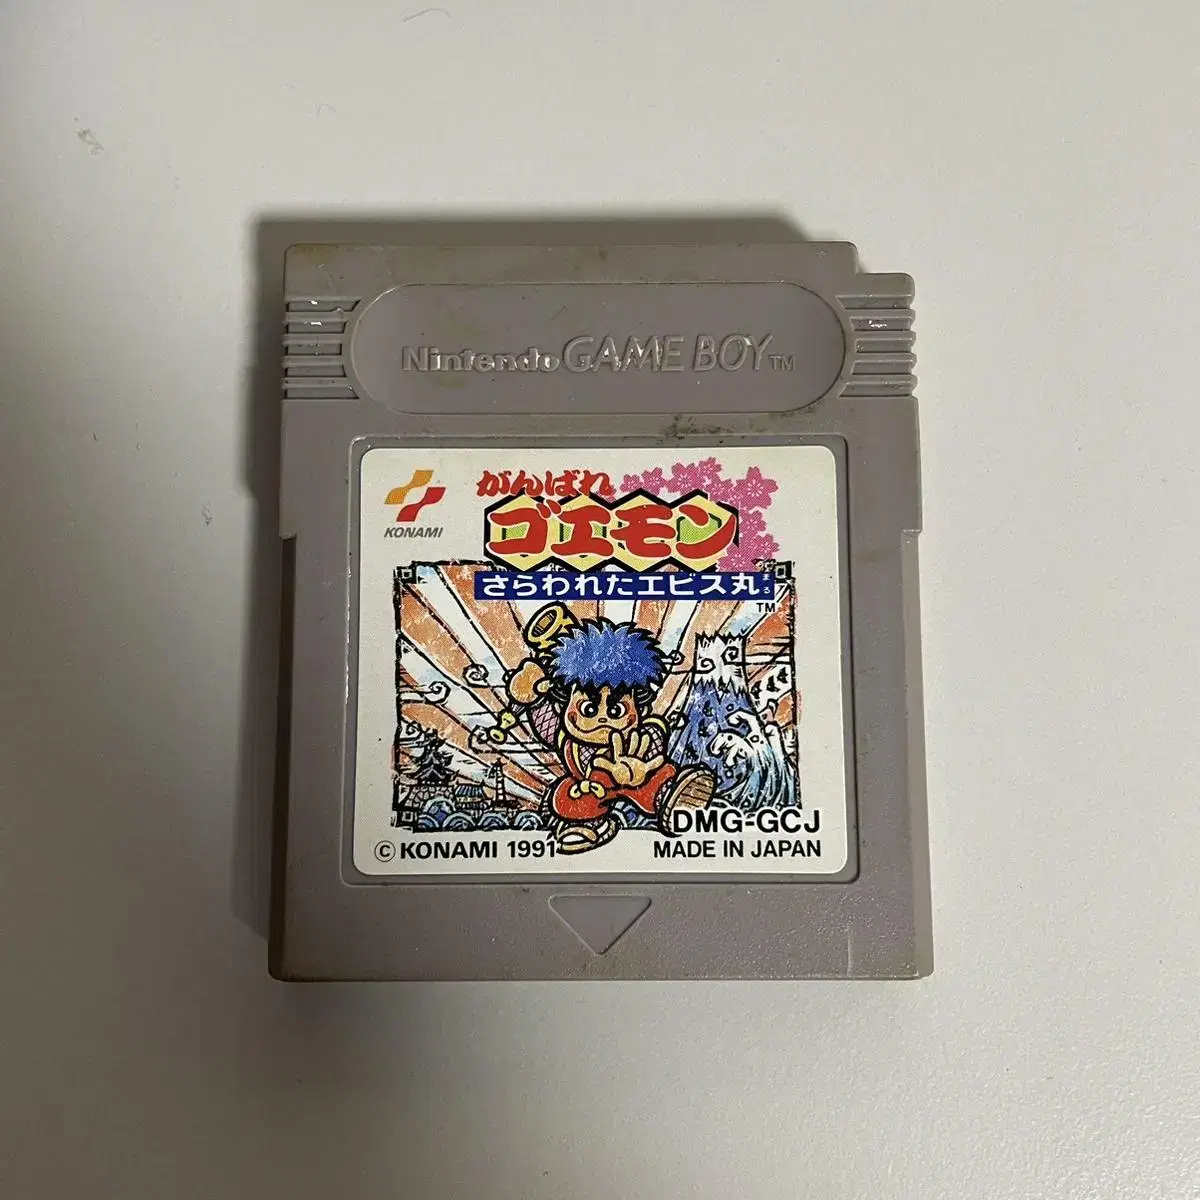 Nintendo GAME BOY TM
KONAMI
がんばれ
ゴエモン
さらわれたエビス丸
まる
TM
DMG-GCJ
© KONAMI 1991
MADE IN JAPAN